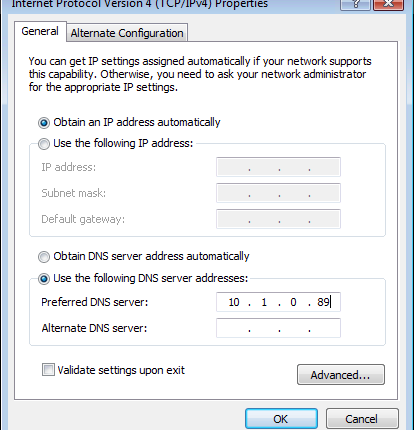 Internet Protocol Version 4 (TCP/IPv4) Properties
?
General
Alternate Configuration
You can get IP settings assigned automatically if your network supports
this capability. Otherwise, you need to ask your network administrator
for the appropriate IP settings.
Obtain an IP address automatically
Use the following IP address:
IP address: . . .
Subnet mask: . . .
Default gateway: . . .
Obtain DNS server address automatically
Use the following DNS server addresses:
Preferred DNS server: 10 . 1 . 0 . 89
Alternate DNS server: . . .
Validate settings upon exit
Advanced...
OK
Cancel